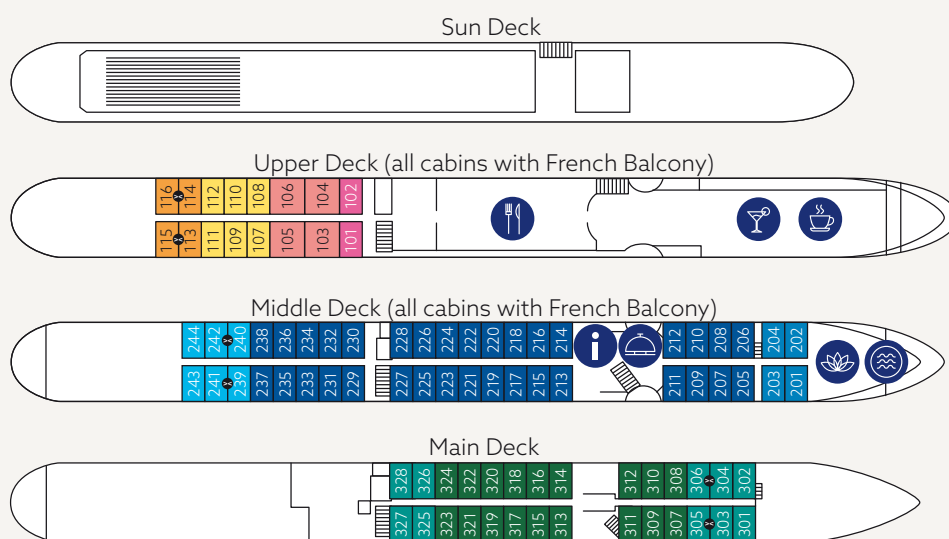 Sun Deck
Upper Deck (all cabins with French Balcony)
116 114 112 110 108 106 104 102
115 113 111 109 107 105 103 101
Middle Deck (all cabins with French Balcony)
244 242 240 238 236 234 232 230 228 226 224 222 220 218 216 214 212 210 208 206 204 202
243 241 239 237 235 233 231 229 227 225 223 221 219 217 215 213 211 209 207 205 203 201
Main Deck
328 326 324 322 320 318 316 314 312 310 308 306 304 302
327 325 323 321 319 317 315 313 311 309 307 305 303 301